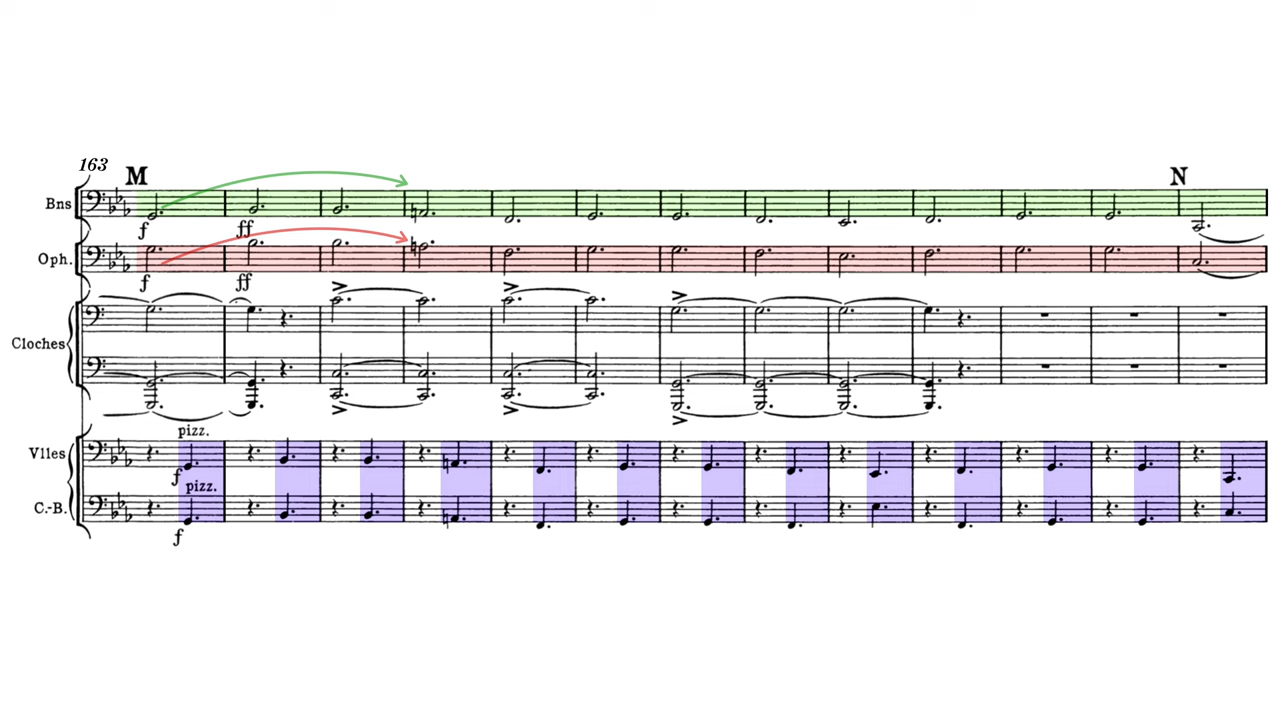 163
M
N
Bns
f
ff
Oph.
f
ff
Cloches
pizz.
Vlles
f
pizz.
C.-B.
f